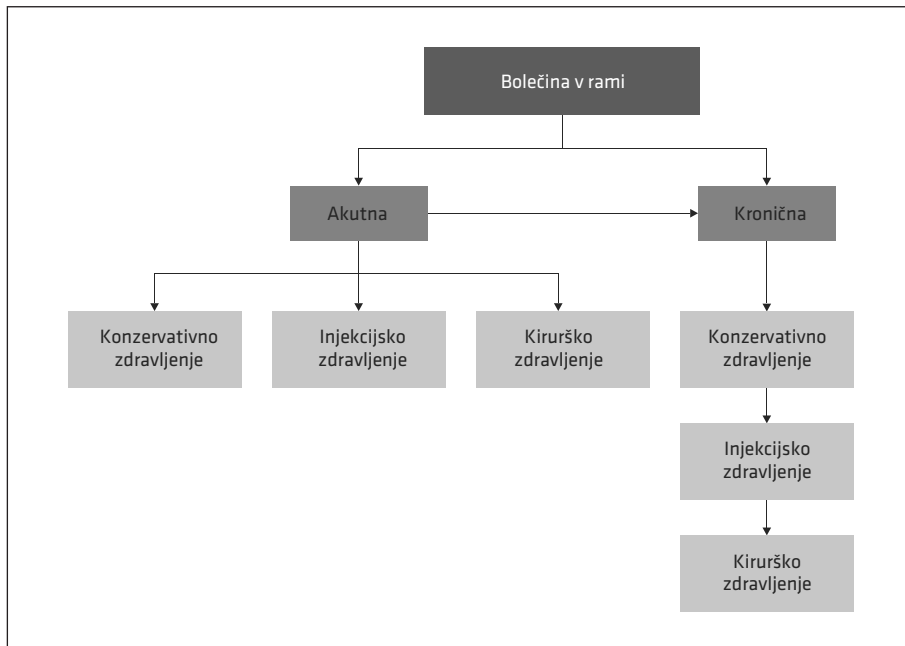 Bolečina v rami
Akutna
Kronična
Konzervativno
zdravljenje
Injekcijsko
zdravljenje
Kirurško
zdravljenje
Konzervativno
zdravljenje
Injekcijsko
zdravljenje
Kirurško
zdravljenje